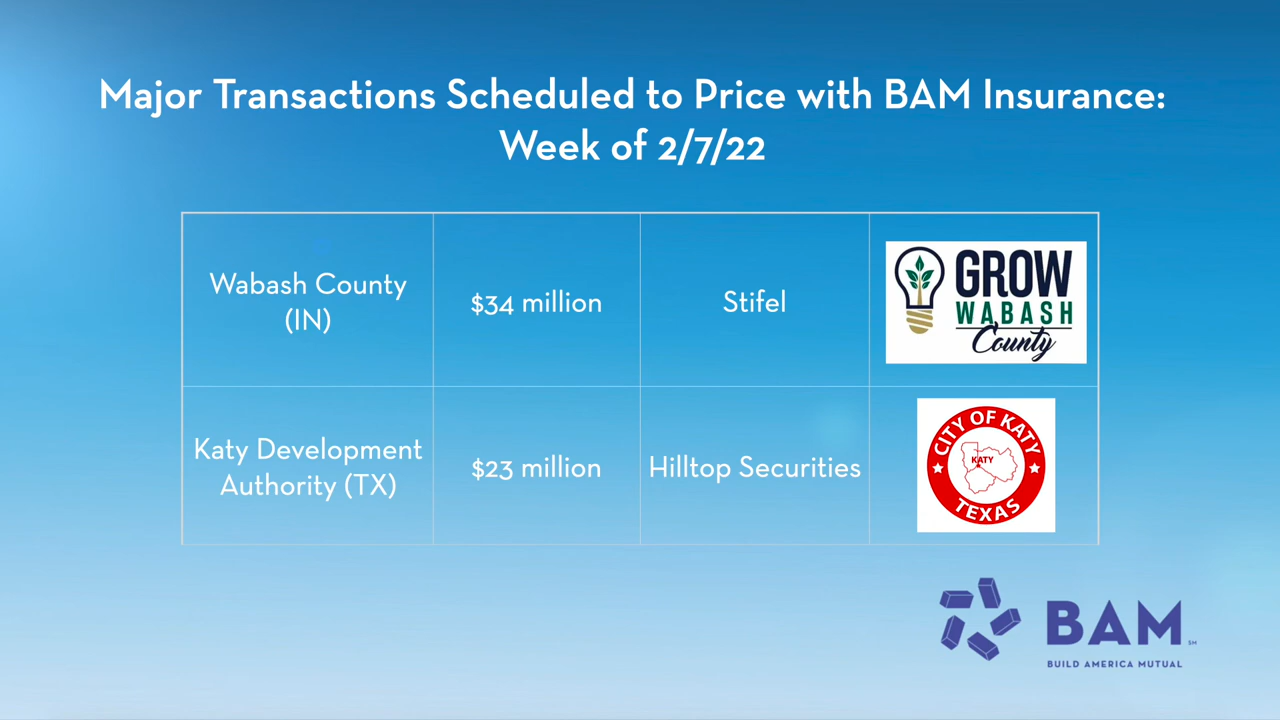 Major Transactions Scheduled to Price with BAM Insurance:
Week of 2/7/22
Wabash County
(IN)
$34 million
Stifel
GROW
WABASH
County
Katy Development
Authority (TX)
$23 million
Hilltop Securities
CITY OF KATY
KATY
TEXAS
BAM
SM
BUILD AMERICA MUTUAL